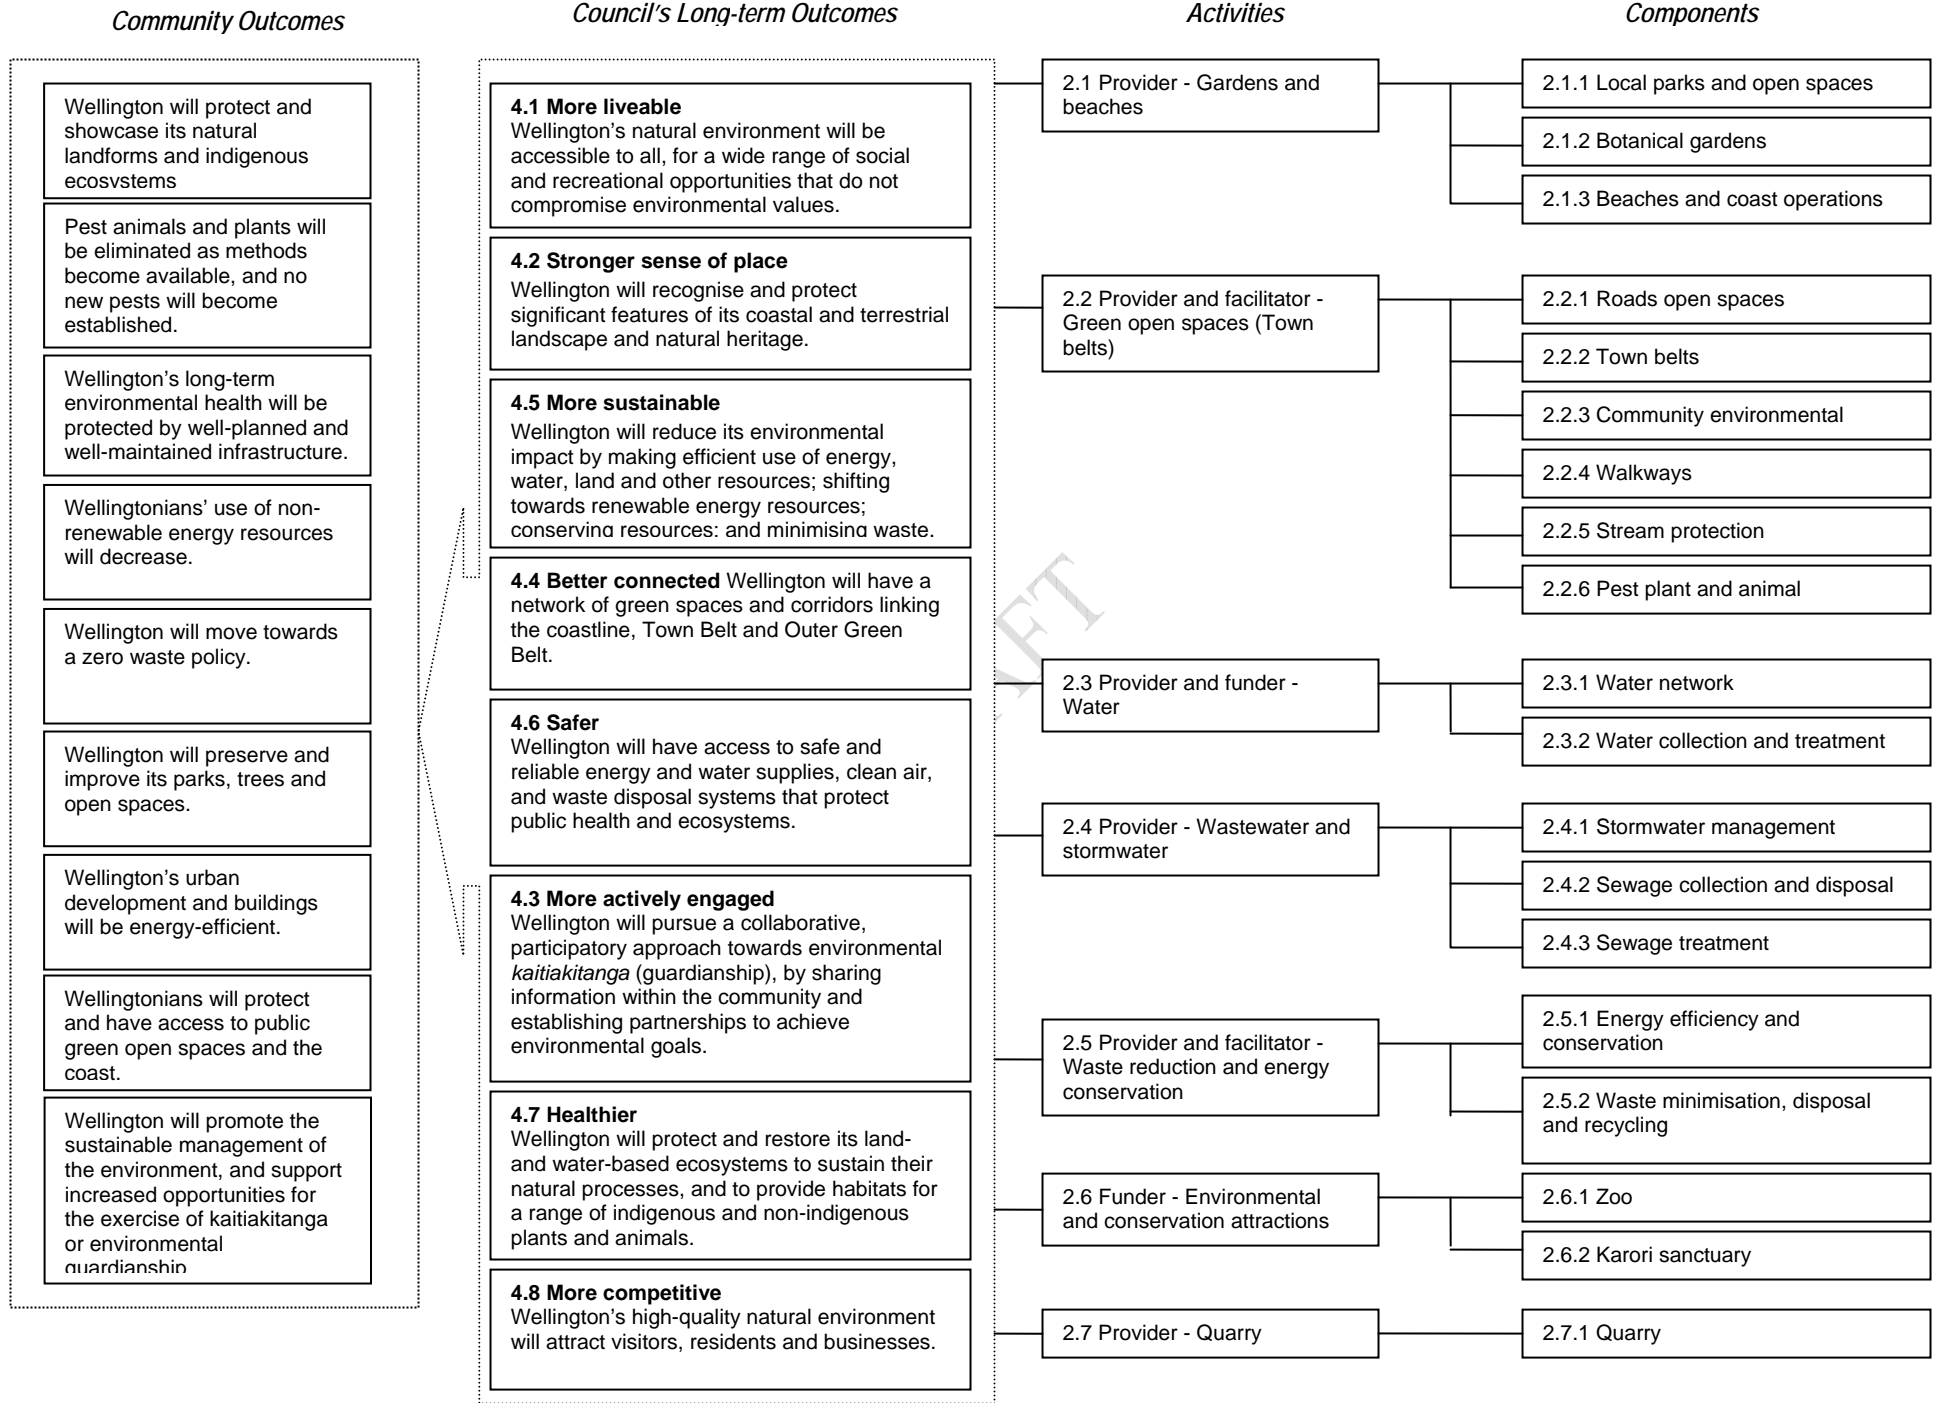 Community Outcomes
Council's Long-term Outcomes
Activities
Components
Wellington will protect and
showcase its natural
landforms and indigenous
ecosystems
Pest animals and plants will
be eliminated as methods
become available, and no
new pests will become
established.
Wellington's long-term
environmental health will be
protected by well-planned and
well-maintained infrastructure.
Wellingtonians' use of non-
renewable energy resources
will decrease.
Wellington will move towards
a zero waste policy.
Wellington will preserve and
improve its parks, trees and
open spaces.
Wellington's urban
development and buildings
will be energy-efficient.
Wellingtonians will protect
and have access to public
green open spaces and the
coast.
Wellington will promote the
sustainable management of
the environment, and support
increased opportunities for
the exercise of kaitiakitanga
or environmental
guardianship
4.1 More liveable
Wellington's natural environment will be
accessible to all, for a wide range of social
and recreational opportunities that do not
compromise environmental values.
4.2 Stronger sense of place
Wellington will recognise and protect
significant features of its coastal and terrestrial
landscape and natural heritage.
4.5 More sustainable
Wellington will reduce its environmental
impact by making efficient use of energy,
water, land and other resources; shifting
towards renewable energy resources;
conserving resources; and minimising waste.
4.4 Better connected Wellington will have a
network of green spaces and corridors linking
the coastline, Town Belt and Outer Green
Belt.
4.6 Safer
Wellington will have access to safe and
reliable energy and water supplies, clean air,
and waste disposal systems that protect
public health and ecosystems.
4.3 More actively engaged
Wellington will pursue a collaborative,
participatory approach towards environmental
kaitiakitanga (guardianship), by sharing
information within the community and
establishing partnerships to achieve
environmental goals.
4.7 Healthier
Wellington will protect and restore its land-
and water-based ecosystems to sustain their
natural processes, and to provide habitats for
a range of indigenous and non-indigenous
plants and animals.
4.8 More competitive
Wellington's high-quality natural environment
will attract visitors, residents and businesses.
2.1 Provider - Gardens and
beaches
2.2 Provider and facilitator -
Green open spaces (Town
belts)
2.3 Provider and funder -
Water
2.4 Provider - Wastewater and
stormwater
2.5 Provider and facilitator -
Waste reduction and energy
conservation
2.6 Funder - Environmental
and conservation attractions
2.7 Provider - Quarry
2.1.1 Local parks and open spaces
2.1.2 Botanical gardens
2.1.3 Beaches and coast operations
2.2.1 Roads open spaces
2.2.2 Town belts
2.2.3 Community environmental
2.2.4 Walkways
2.2.5 Stream protection
2.2.6 Pest plant and animal
2.3.1 Water network
2.3.2 Water collection and treatment
2.4.1 Stormwater management
2.4.2 Sewage collection and disposal
2.4.3 Sewage treatment
2.5.1 Energy efficiency and
conservation
2.5.2 Waste minimisation, disposal
and recycling
2.6.1 Zoo
2.6.2 Karori sanctuary
2.7.1 Quarry